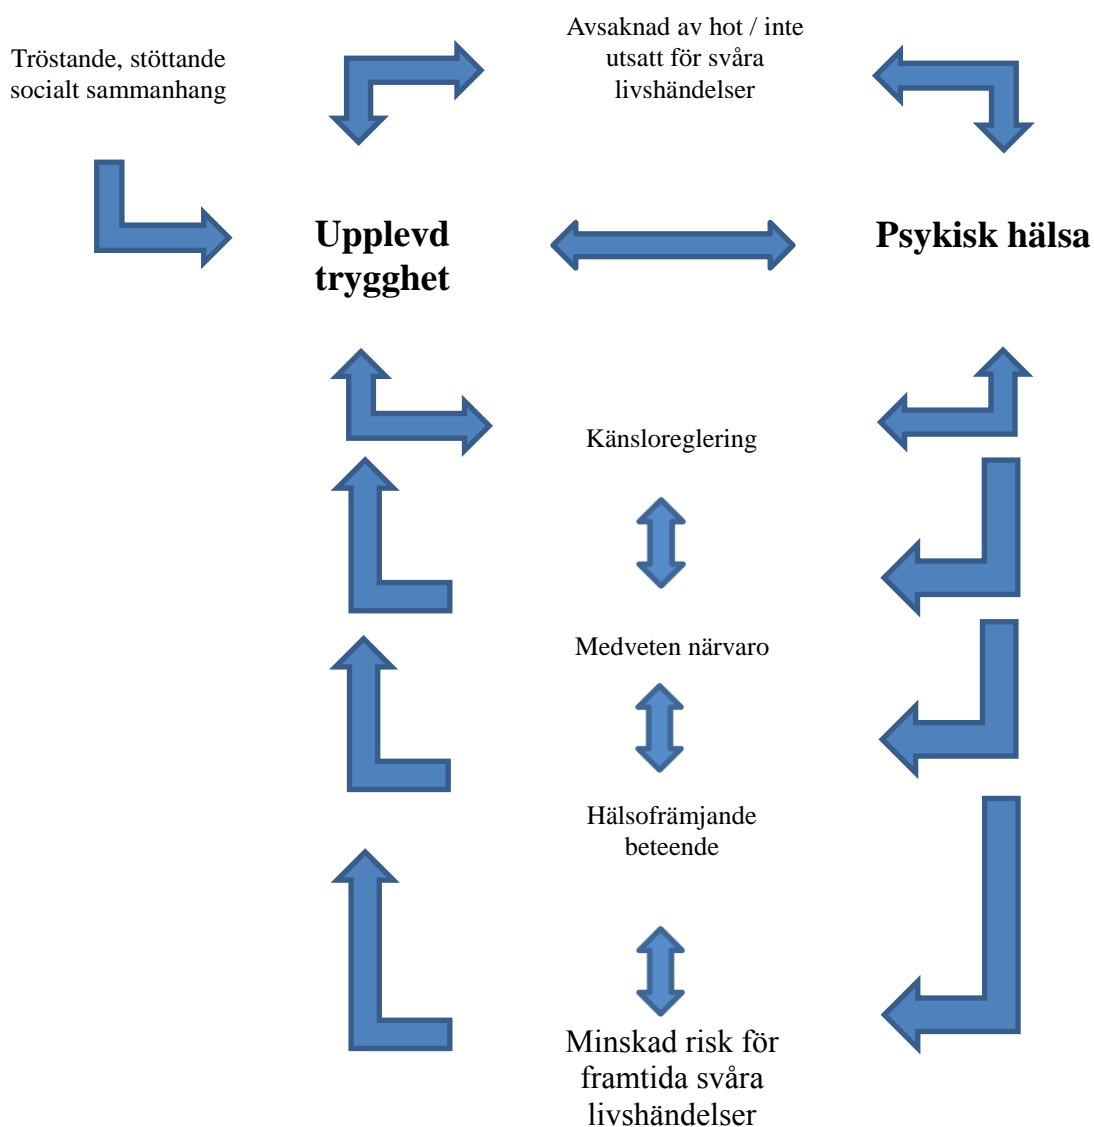 Tröstande, stöttande
socialt sammanhang
Avsaknad av hot / inte
utsatt för svåra
livshändelser
Upplevd
trygghet
Psykisk hälsa
Känsloreglering
Medveten närvaro
Hälsofrämjande
beteende
Minskad risk för
framtida svåra
livshändelser